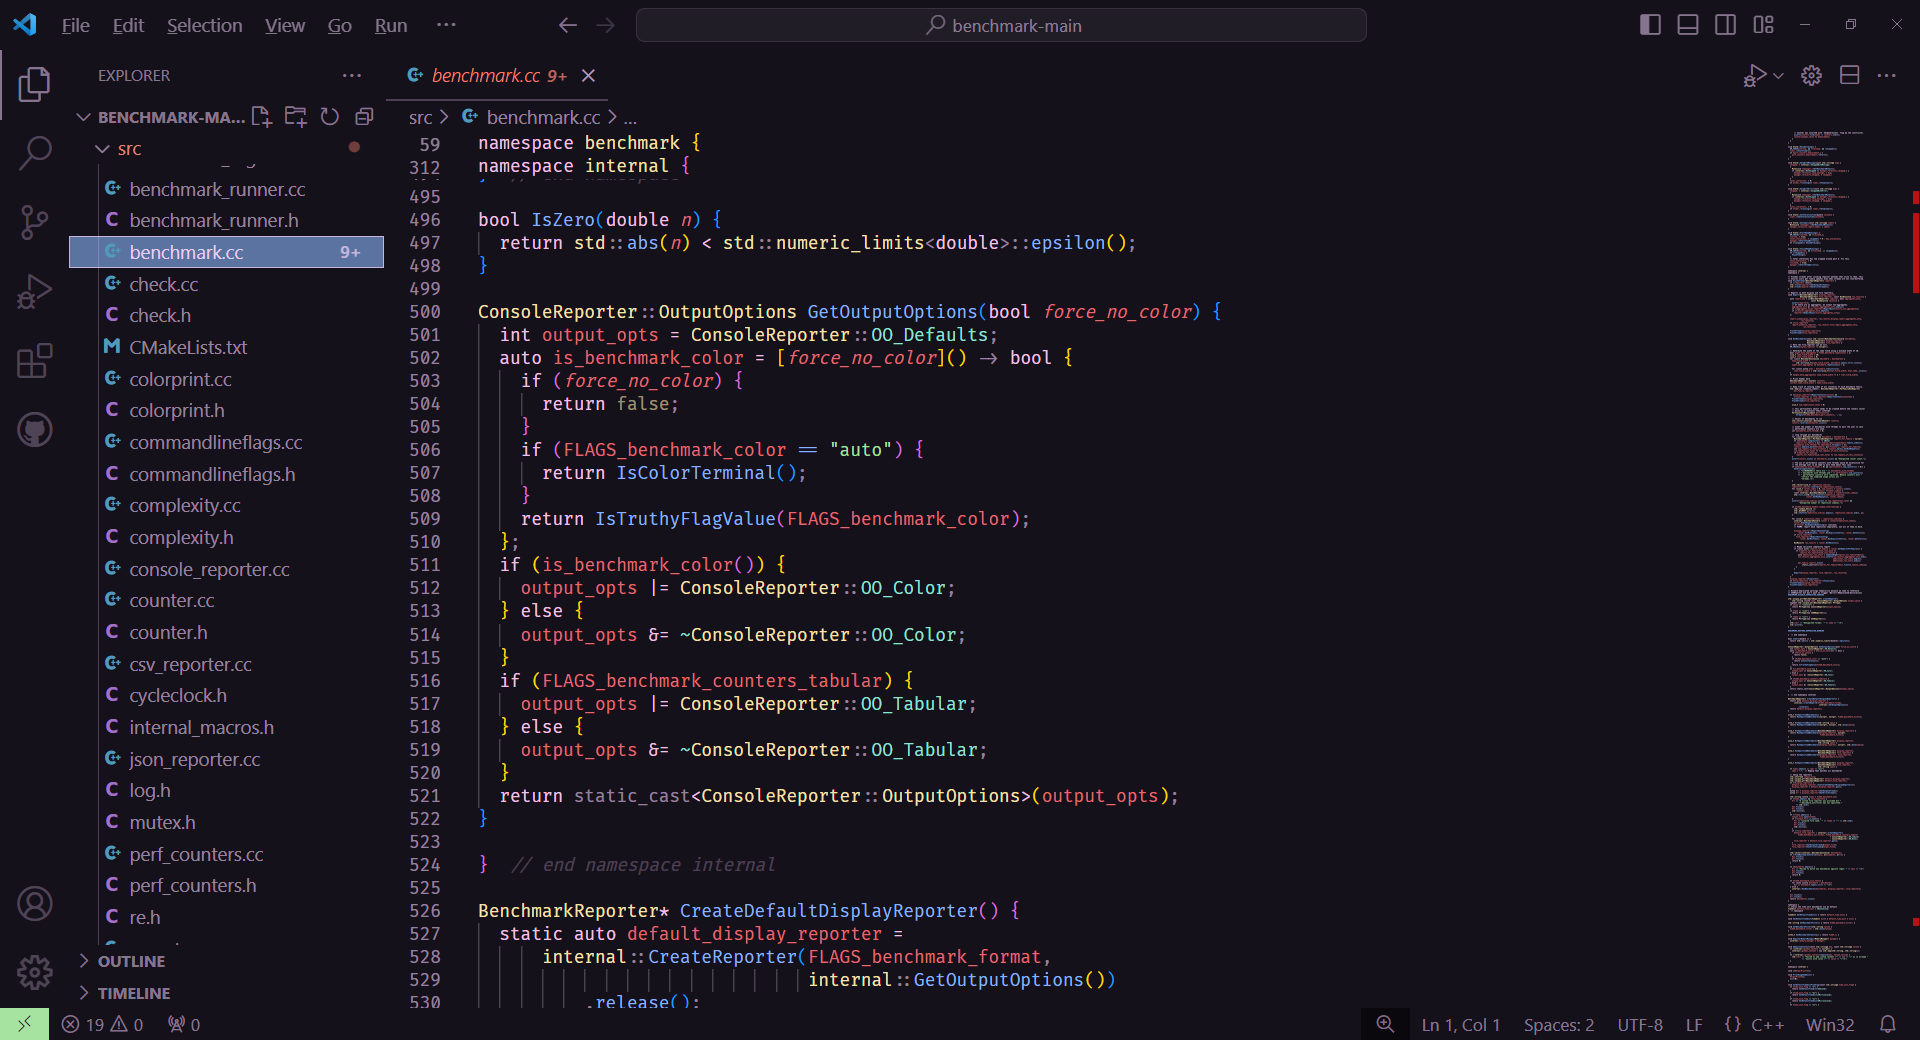 File Edit Selection View Go Run ···
benchmark-main
EXPLORER ···
BENCHMARK-MA...
src
benchmark_runner.cc
benchmark_runner.h
benchmark.cc 9+
check.cc
check.h
CMakeLists.txt
colorprint.cc
colorprint.h
commandlineflags.cc
commandlineflags.h
complexity.cc
complexity.h
console_reporter.cc
counter.cc
counter.h
csv_reporter.cc
cycleclock.h
internal_macros.h
json_reporter.cc
log.h
mutex.h
perf_counters.cc
perf_counters.h
re.h
OUTLINE
TIMELINE
benchmark.cc 9+
src > benchmark.cc > ...
59 namespace benchmark {
312 namespace internal {
495
496 bool IsZero(double n) {
497 return std::abs(n) < std::numeric_limits<double>::epsilon();
498 }
499
500 ConsoleReporter::OutputOptions GetOutputOptions(bool force_no_color) {
501 int output_opts = ConsoleReporter::OO_Defaults;
502 auto is_benchmark_color = [force_no_color]() -> bool {
503 if (force_no_color) {
504 return false;
505 }
506 if (FLAGS_benchmark_color == "auto") {
507 return IsColorTerminal();
508 }
509 return IsTruthyFlagValue(FLAGS_benchmark_color);
510 };
511 if (is_benchmark_color()) {
512 output_opts |= ConsoleReporter::OO_Color;
513 } else {
514 output_opts &= ~ConsoleReporter::OO_Color;
515 }
516 if (FLAGS_benchmark_counters_tabular) {
517 output_opts |= ConsoleReporter::OO_Tabular;
518 } else {
519 output_opts &= ~ConsoleReporter::OO_Tabular;
520 }
521 return static_cast<ConsoleReporter::OutputOptions>(output_opts);
522 }
523
524 } // end namespace internal
525
526 BenchmarkReporter* CreateDefaultDisplayReporter() {
527 static auto default_display_reporter =
528 internal::CreateReporter(FLAGS_benchmark_format,
529 internal::GetOutputOptions())
530 .release();
19 0 0
Ln 1, Col 1 Spaces: 2 UTF-8 LF {} C++ Win32